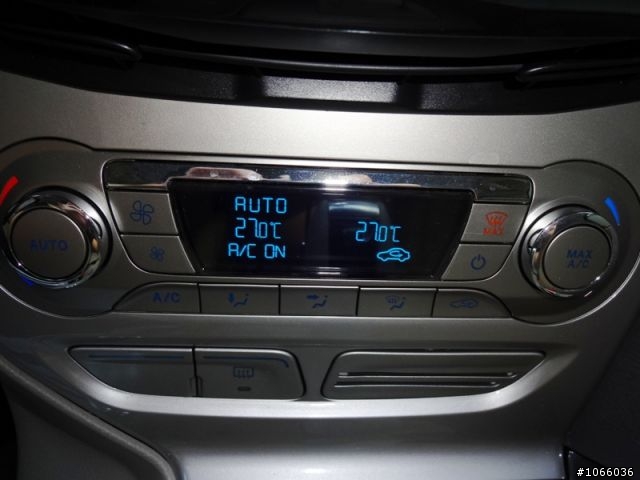 AUTO
27.0°C 27.0°C
A/C ON
AUTO
MAX
MAX
A/C
A/C
#1066036